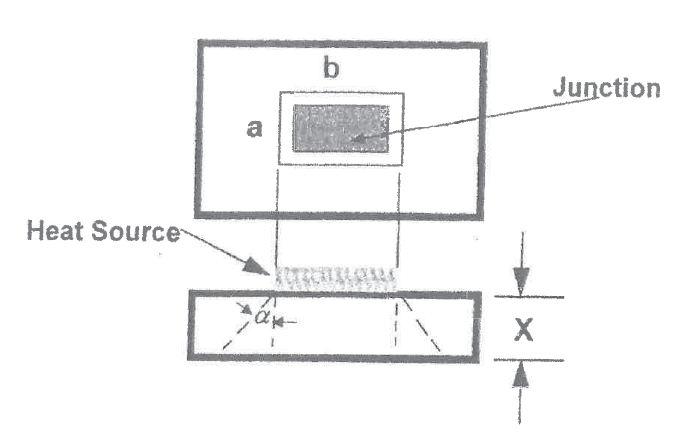 b
Junction
a
Heat Source
α
X